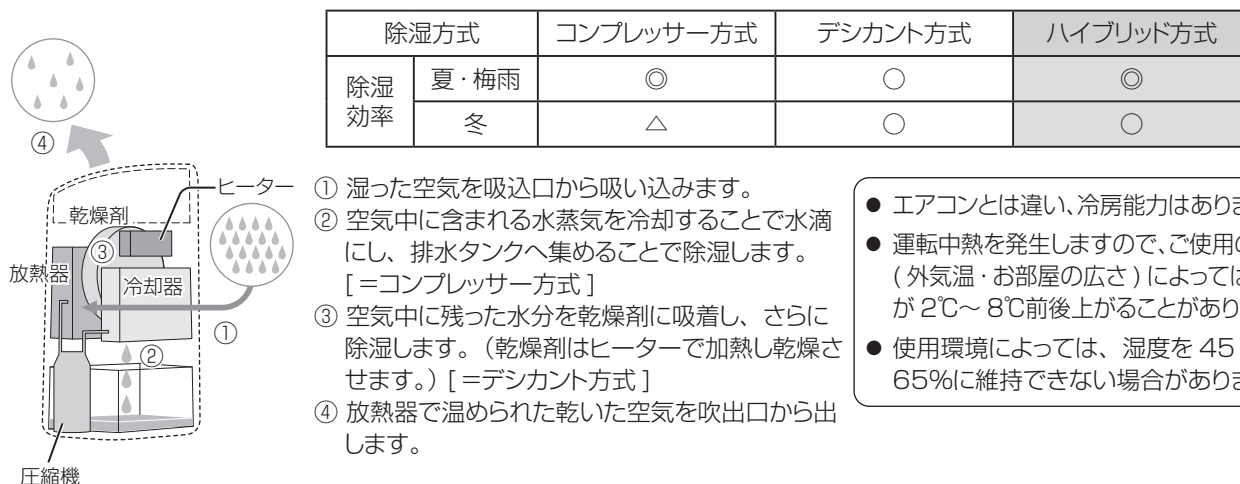 除湿方式 コンプレッサー方式 デシカント方式 ハイブリッド方式
除湿効率 夏・梅雨 ◎ ○ ◎
冬 △ ○ ○
④
ヒーター
乾燥剤
③
放熱器
冷却器
①
②
圧縮機
① 湿った空気を吸込口から吸い込みます。
② 空気中に含まれる水蒸気を冷却することで水滴
にし、排水タンクへ集めることで除湿します。
[＝コンプレッサー方式]
③ 空気中に残った水分を乾燥剤に吸着し、さらに
除湿します。（乾燥剤はヒーターで加熱し乾燥さ
せます。）[＝デシカント方式]
④ 放熱器で温められた乾いた空気を吹出口から出
します。
● エアコンとは違い、冷房能力はありま
● 運転中熱を発生しますので、ご使用の
(外気温・お部屋の広さ)によっては
が2℃～8℃前後上がることがあり
● 使用環境によっては、湿度を 45
65％に維持できない場合がありま